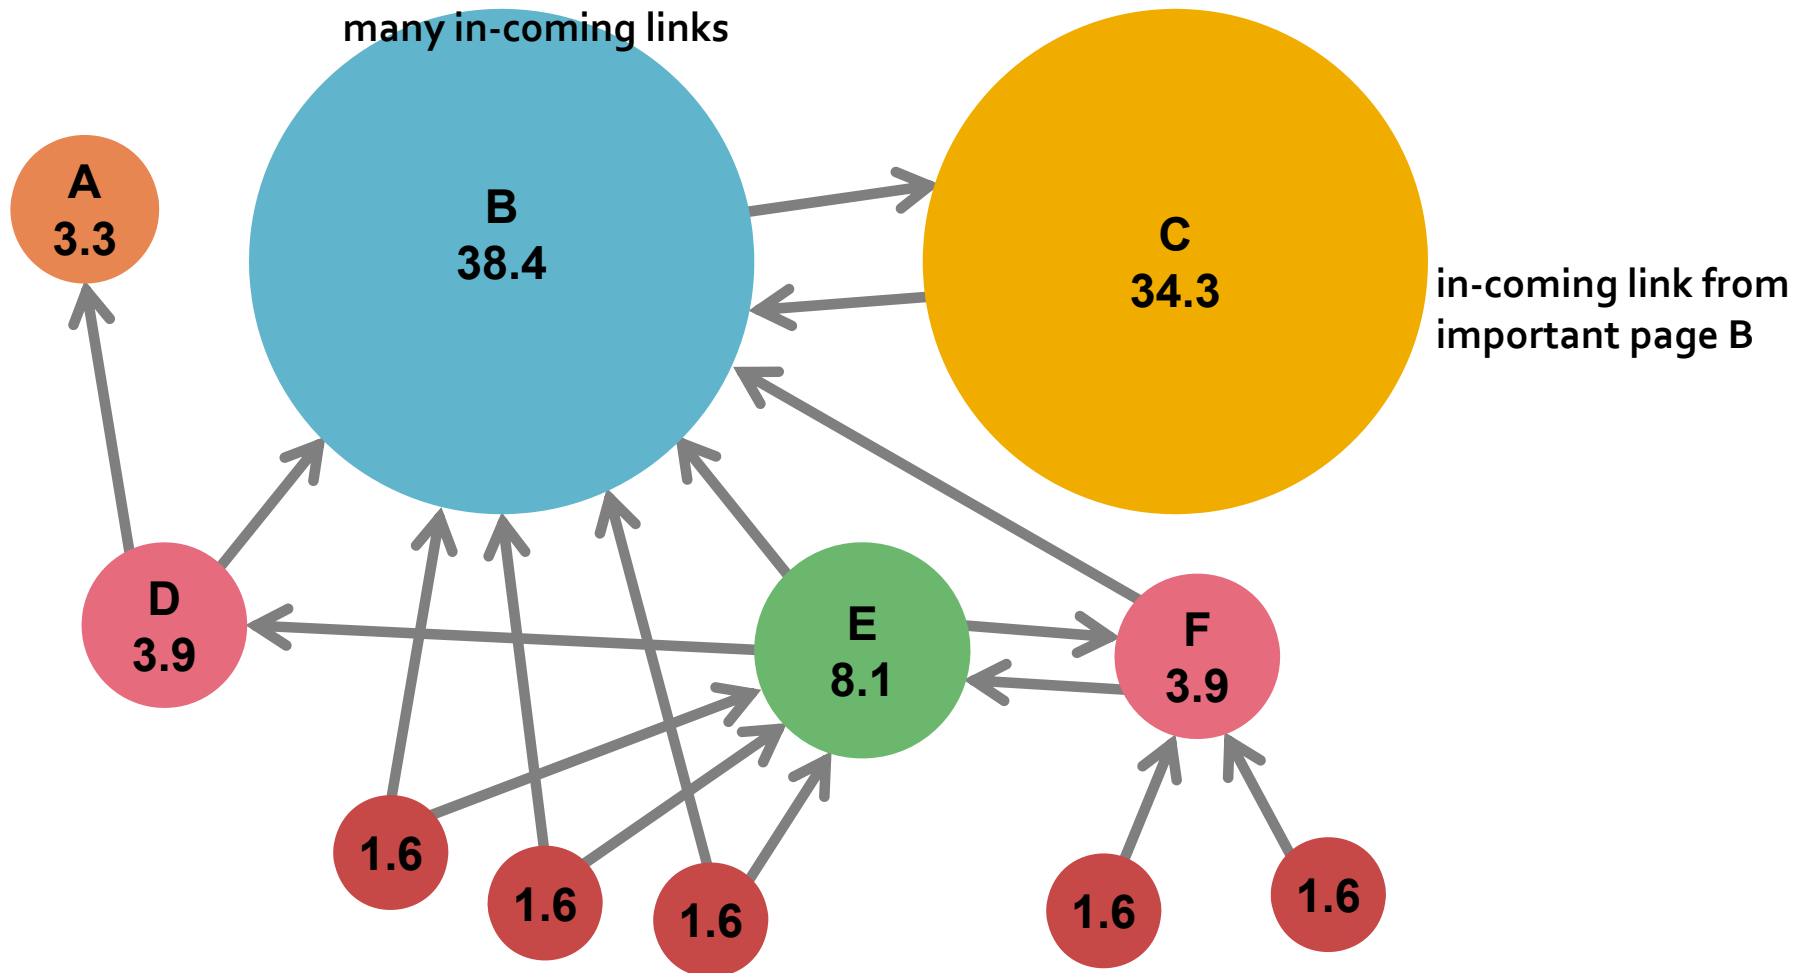 many in-coming links
A
3.3
B
38.4
C
34.3
in-coming link from
important page B
D
3.9
E
8.1
F
3.9
1.6
1.6
1.6
1.6
1.6